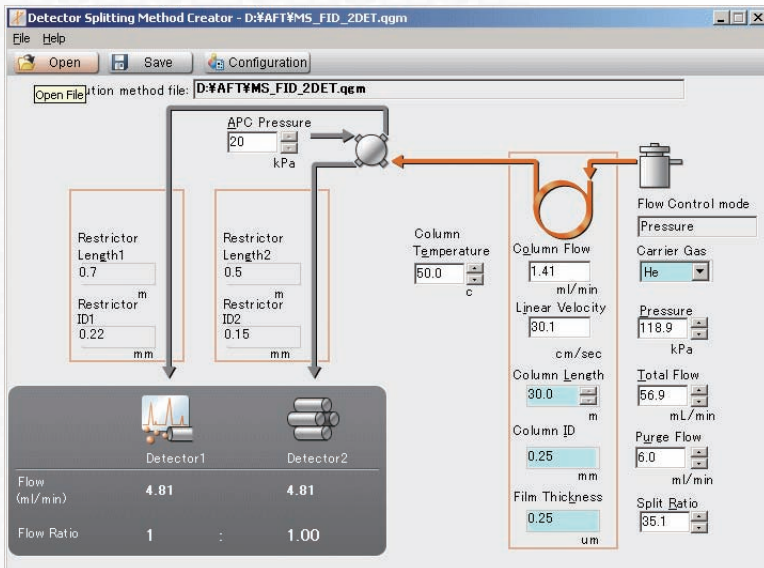 Detector Splitting Method Creator - D:¥AFT¥MS_FID_2DET.qgm
File Help
Open Save Configuration
Open File
ution method file: D:¥AFT¥MS_FID_2DET.qgm
APC Pressure
20
kPa
Flow Control mode
Pressure
Restrictor
Length1
0.7
m
Restrictor
ID1
0.22
mm
Restrictor
Length2
0.5
m
Restrictor
ID2
0.15
mm
Column
Temperature
50.0
c
Column Flow
1.41
ml/min
Linear Velocity
30.1
cm/sec
Column Length
30.0
m
Column ID
0.25
mm
Film Thickness
0.25
um
Carrier Gas
He
Pressure
118.9
kPa
Total Flow
56.9
mL/min
Purge Flow
6.0
ml/min
Split Ratio
35.1
Detector1 Detector2
Flow
(ml/min) 4.81 4.81
Flow Ratio 1 : 1.00